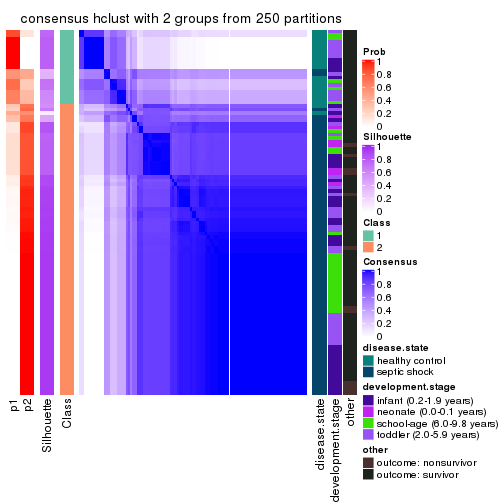 consensus hclust with 2 groups from 250 partitions
Prob
1
0.8
0.6
0.4
0.2
0
Silhouette
1
0.8
0.6
0.4
0.2
0
Class
1
2
Consensus
1
0.8
0.6
0.4
0.2
0
disease.state
healthy control
septic shock
development.stage
infant (0.2-1.9 years)
neonate (0.0-0.1 years)
school-age (6.0-9.8 years)
toddler (2.0-5.9 years)
other
outcome: nonsurvivor
outcome: survivor
p1
p2
Silhouette
Class
disease.state
development.stage
other